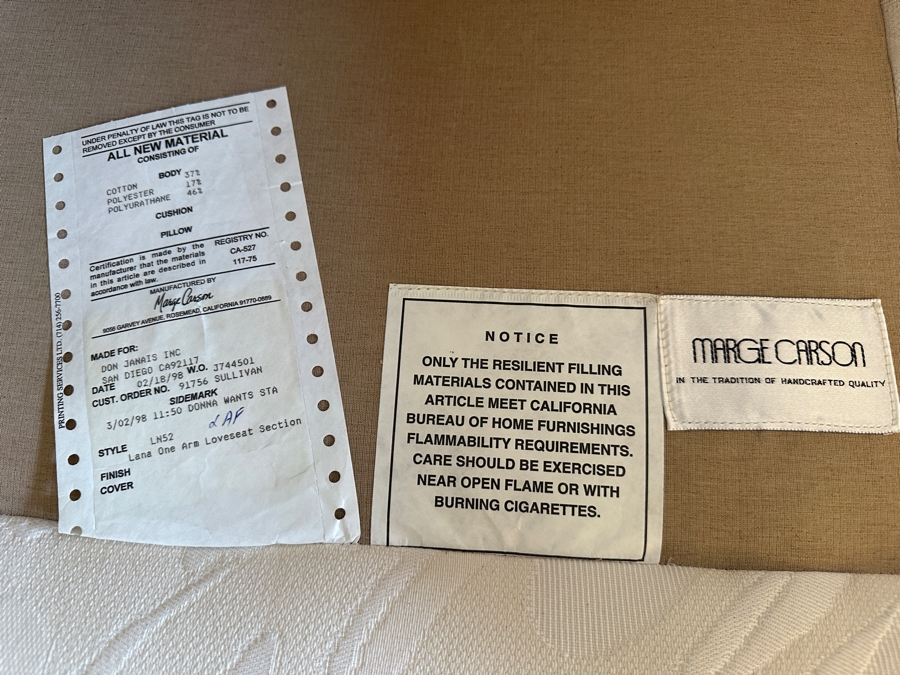 UNDER PENALTY OF LAW THIS TAG IS NOT TO BE
REMOVED EXCEPT BY THE CONSUMER
ALL NEW MATERIAL
CONSISTING OF
BODY
COTTON 37%
POLYESTER 17%
POLYURATHANE 46%
CUSHION
PILLOW
Certification is made by the
manufacturer that the materials
in this article are described in
accordance with law.
REGISTRY NO.
CA-527
117-75
MANUFACTURED BY
Marge Carson
9056 GARVEY AVENUE, ROSEMEAD, CALIFORNIA 91770-0889
MADE FOR:
DON JANAIS INC
SAN DIEGO CA92117
DATE 02/18/98 W.O. J744501
CUST. ORDER NO. 91756 SULLIVAN
SIDEMARK
3/02/98 11:50 DONNA WANTS STA
LAF
STYLE LN52
Lana One Arm Loveseat Section
FINISH
COVER
PRINTING SERVICES LTD. (714) 256-7700
NOTICE
ONLY THE RESILIENT FILLING
MATERIALS CONTAINED IN THIS
ARTICLE MEET CALIFORNIA
BUREAU OF HOME FURNISHINGS
FLAMMABILITY REQUIREMENTS.
CARE SHOULD BE EXERCISED
NEAR OPEN FLAME OR WITH
BURNING CIGARETTES.
MARGE CARSON
IN THE TRADITION OF HANDCRAFTED QUALITY